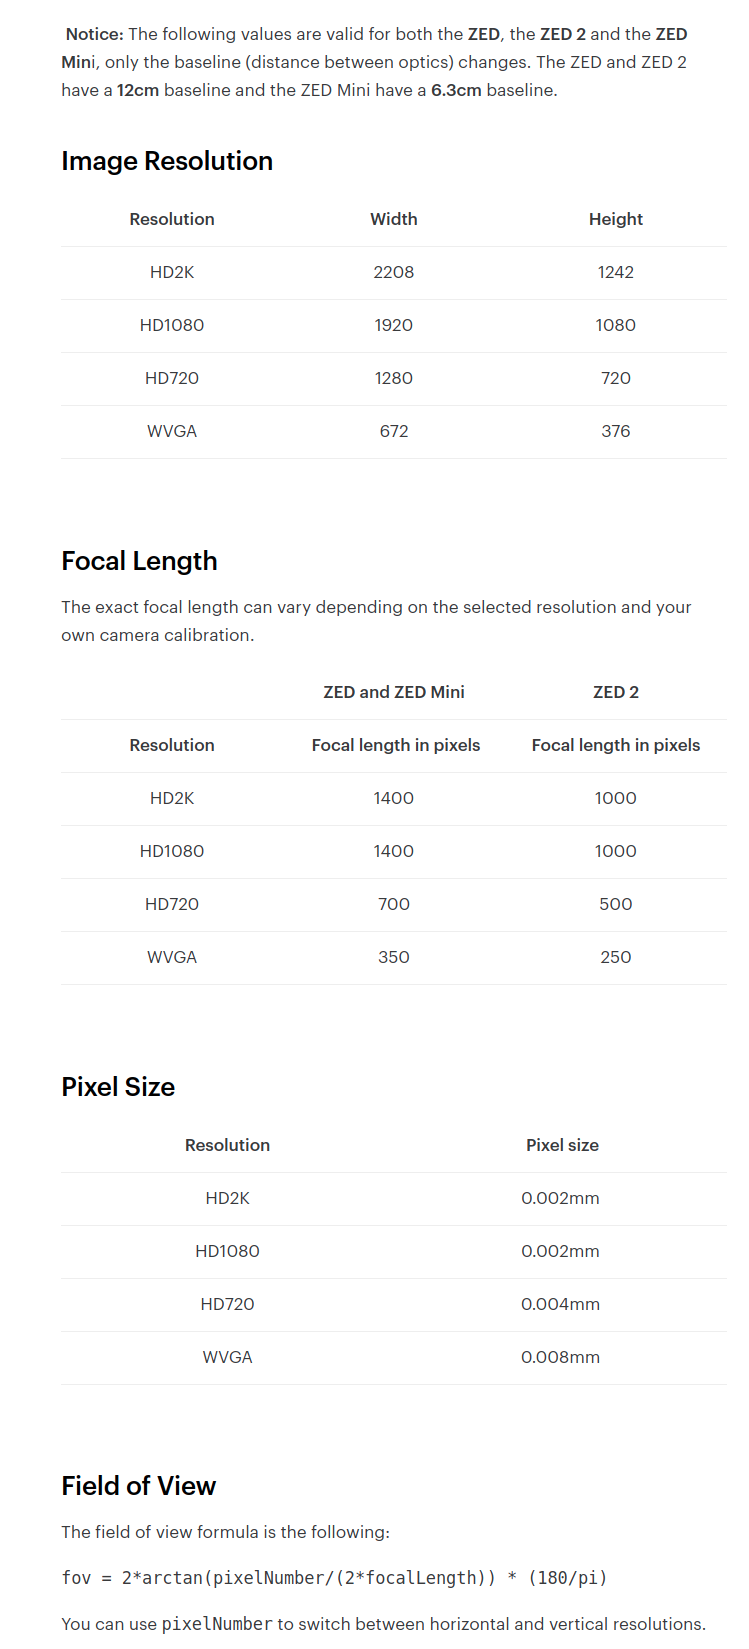 Notice: The following values are valid for both the ZED, the ZED 2 and the ZED
Mini, only the baseline (distance between optics) changes. The ZED and ZED 2
have a 12cm baseline and the ZED Mini have a 6.3cm baseline.
Image Resolution
Resolution Width Height
HD2K 2208 1242
HD1080 1920 1080
HD720 1280 720
WVGA 672 376
Focal Length
The exact focal length can vary depending on the selected resolution and your
own camera calibration.
ZED and ZED Mini ZED 2
Resolution Focal length in pixels Focal length in pixels
HD2K 1400 1000
HD1080 1400 1000
HD720 700 500
WVGA 350 250
Pixel Size
Resolution Pixel size
HD2K 0.002mm
HD1080 0.002mm
HD720 0.004mm
WVGA 0.008mm
Field of View
The field of view formula is the following:
fov = 2*arctan(pixelNumber/(2*focalLength)) * (180/pi)
You can use pixelNumber to switch between horizontal and vertical resolutions.